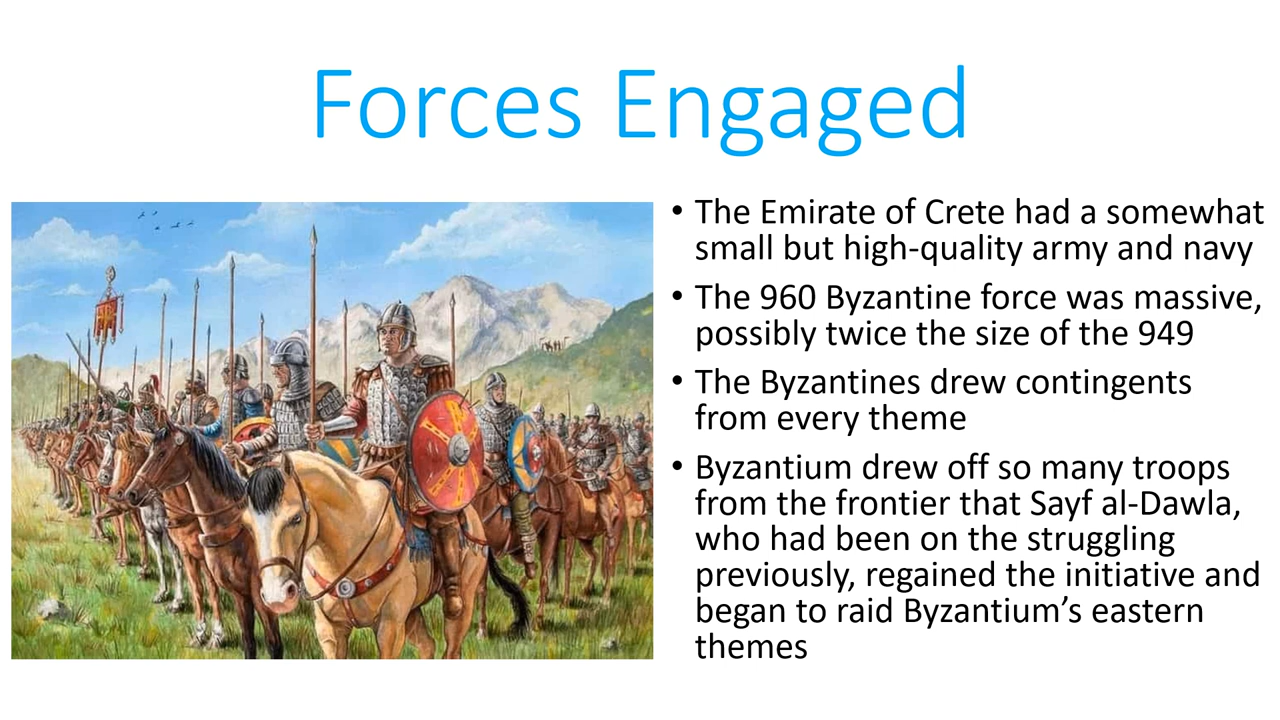 Forces Engaged
• The Emirate of Crete had a somewhat
small but high-quality army and navy
• The 960 Byzantine force was massive,
possibly twice the size of the 949
• The Byzantines drew contingents
from every theme
• Byzantium drew off so many troops
from the frontier that Sayf al-Dawla,
who had been on the struggling
previously, regained the initiative and
began to raid Byzantium’s eastern
themes